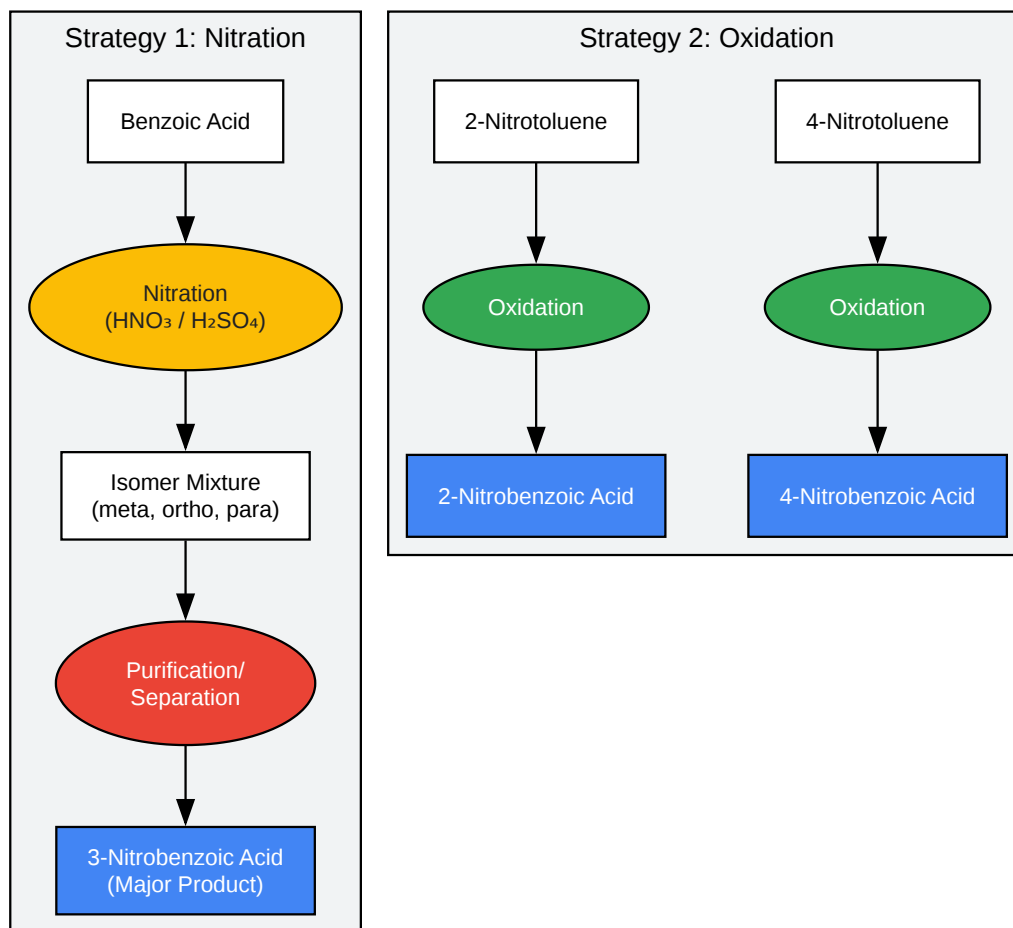 Strategy 1: Nitration
Benzoic Acid
Nitration
(HNO₃ / H₂SO₄)
Isomer Mixture
(meta, ortho, para)
Purification/
Separation
3-Nitrobenzoic Acid
(Major Product)
Strategy 2: Oxidation
2-Nitrotoluene
4-Nitrotoluene
Oxidation
Oxidation
2-Nitrobenzoic Acid
4-Nitrobenzoic Acid